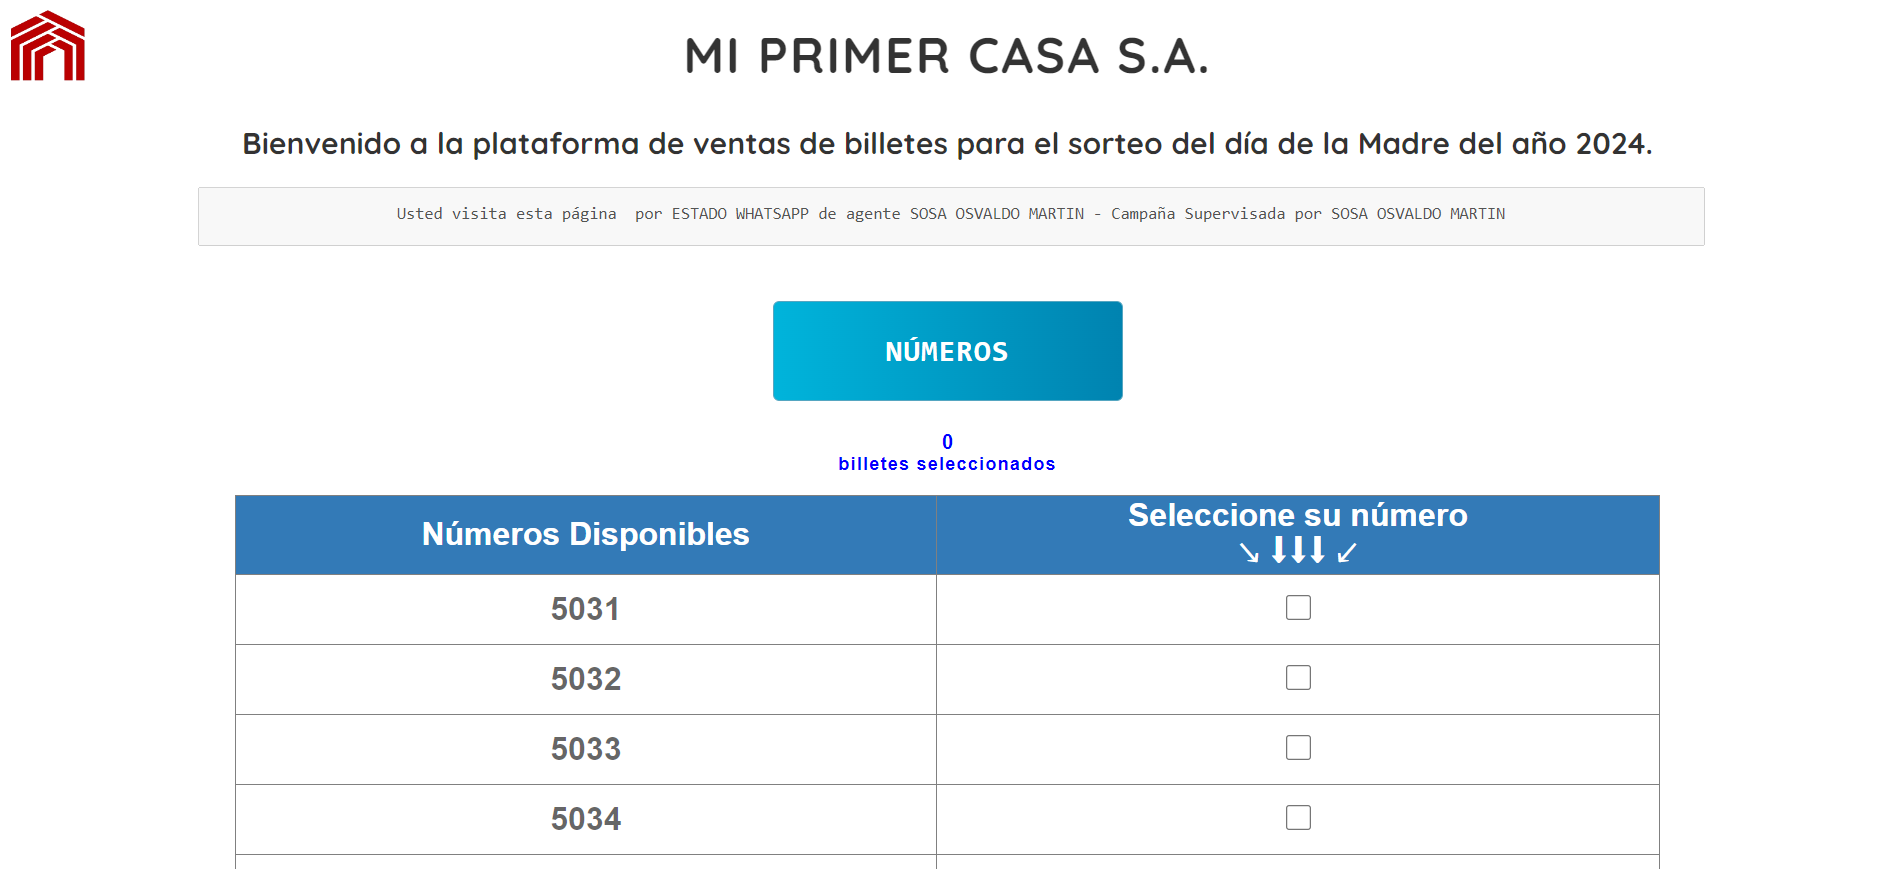 MI PRIMER CASA S.A.
Bienvenido a la plataforma de ventas de billetes para el sorteo del día de la Madre del año 2024.
Usted visita esta página  por ESTADO WHATSAPP de agente SOSA OSVALDO MARTIN - Campaña Supervisada por SOSA OSVALDO MARTIN
NÚMEROS
0
billetes seleccionados
Números Disponibles
Seleccione su número
↘ ⬇⬇⬇ ↙
5031
5032
5033
5034